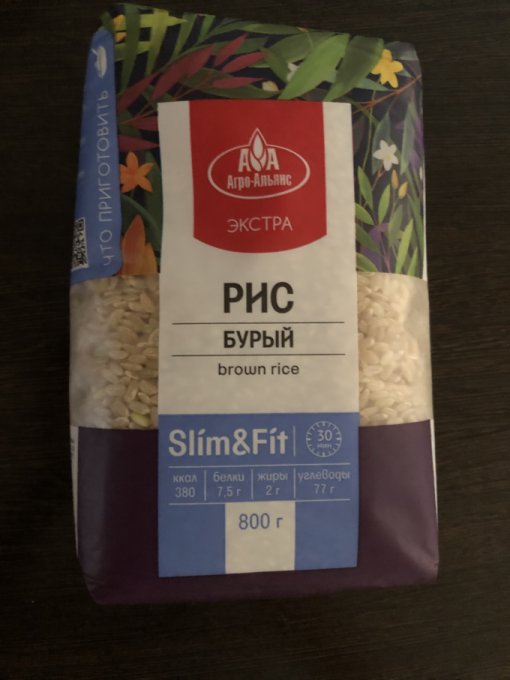 ЧТО ПРИГОТОВИТЬ
АА
Агро-Альянс
ЭКСТРА
РИС
БУРЫЙ
brown rice
Slim&Fit
30
мин
ккал белки жиры углеводы
380 7,5 г 2 г 77 г
800 г